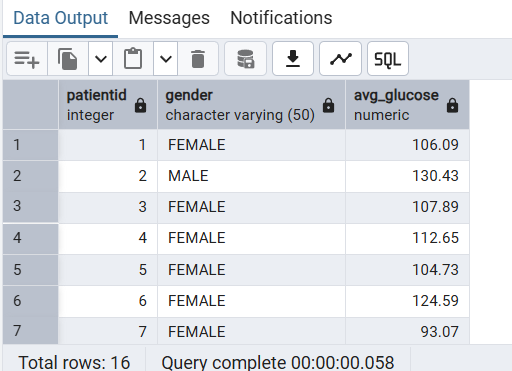 Data Output Messages Notifications
SQL
patientid gender avg_glucose
integer character varying (50) numeric
1 1 FEMALE 106.09
2 2 MALE 130.43
3 3 FEMALE 107.89
4 4 FEMALE 112.65
5 5 FEMALE 104.73
6 6 FEMALE 124.59
7 7 FEMALE 93.07
Total rows: 16 Query complete 00:00:00.058